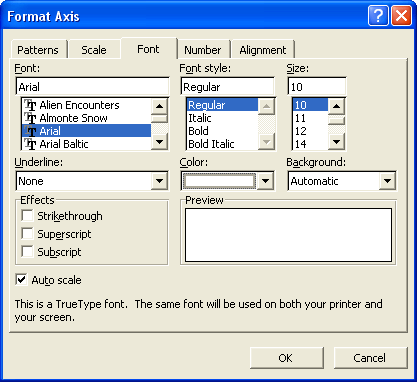 Format Axis
Patterns Scale Font Number Alignment
Font: Font style: Size:
Arial Regular 10
Alien Encounters Regular 10
Almonte Snow Italic 11
Arial Bold 12
Arial Baltic Bold Italic 14
Underline: Color: Background:
None Automatic
Effects Preview
Strikethrough
Superscript
Subscript
Auto scale
This is a TrueType font. The same font will be used on both your printer and
your screen.
OK Cancel